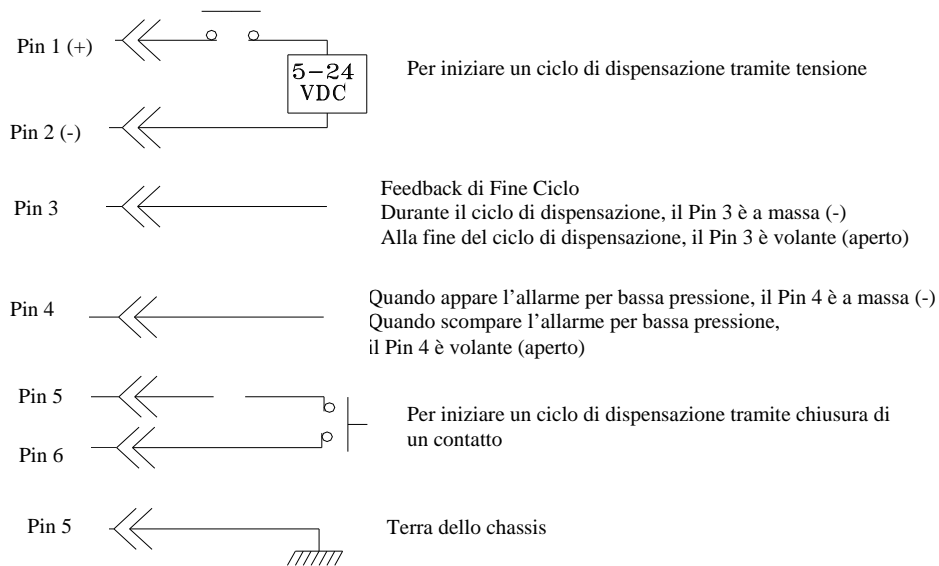 Pin 1 (+)
5-24
VDC
Per iniziare un ciclo di dispensazione tramite tensione
Pin 2 (-)
Pin 3
Feedback di Fine Ciclo
Durante il ciclo di dispensazione, il Pin 3 è a massa (-)
Alla fine del ciclo di dispensazione, il Pin 3 è volante (aperto)
Pin 4
Quando appare l'allarme per bassa pressione, il Pin 4 è a massa (-)
Quando scompare l'allarme per bassa pressione,
il Pin 4 è volante (aperto)
Pin 5
Pin 6
Per iniziare un ciclo di dispensazione tramite chiusura di
un contatto
Pin 5
Terra dello chassis